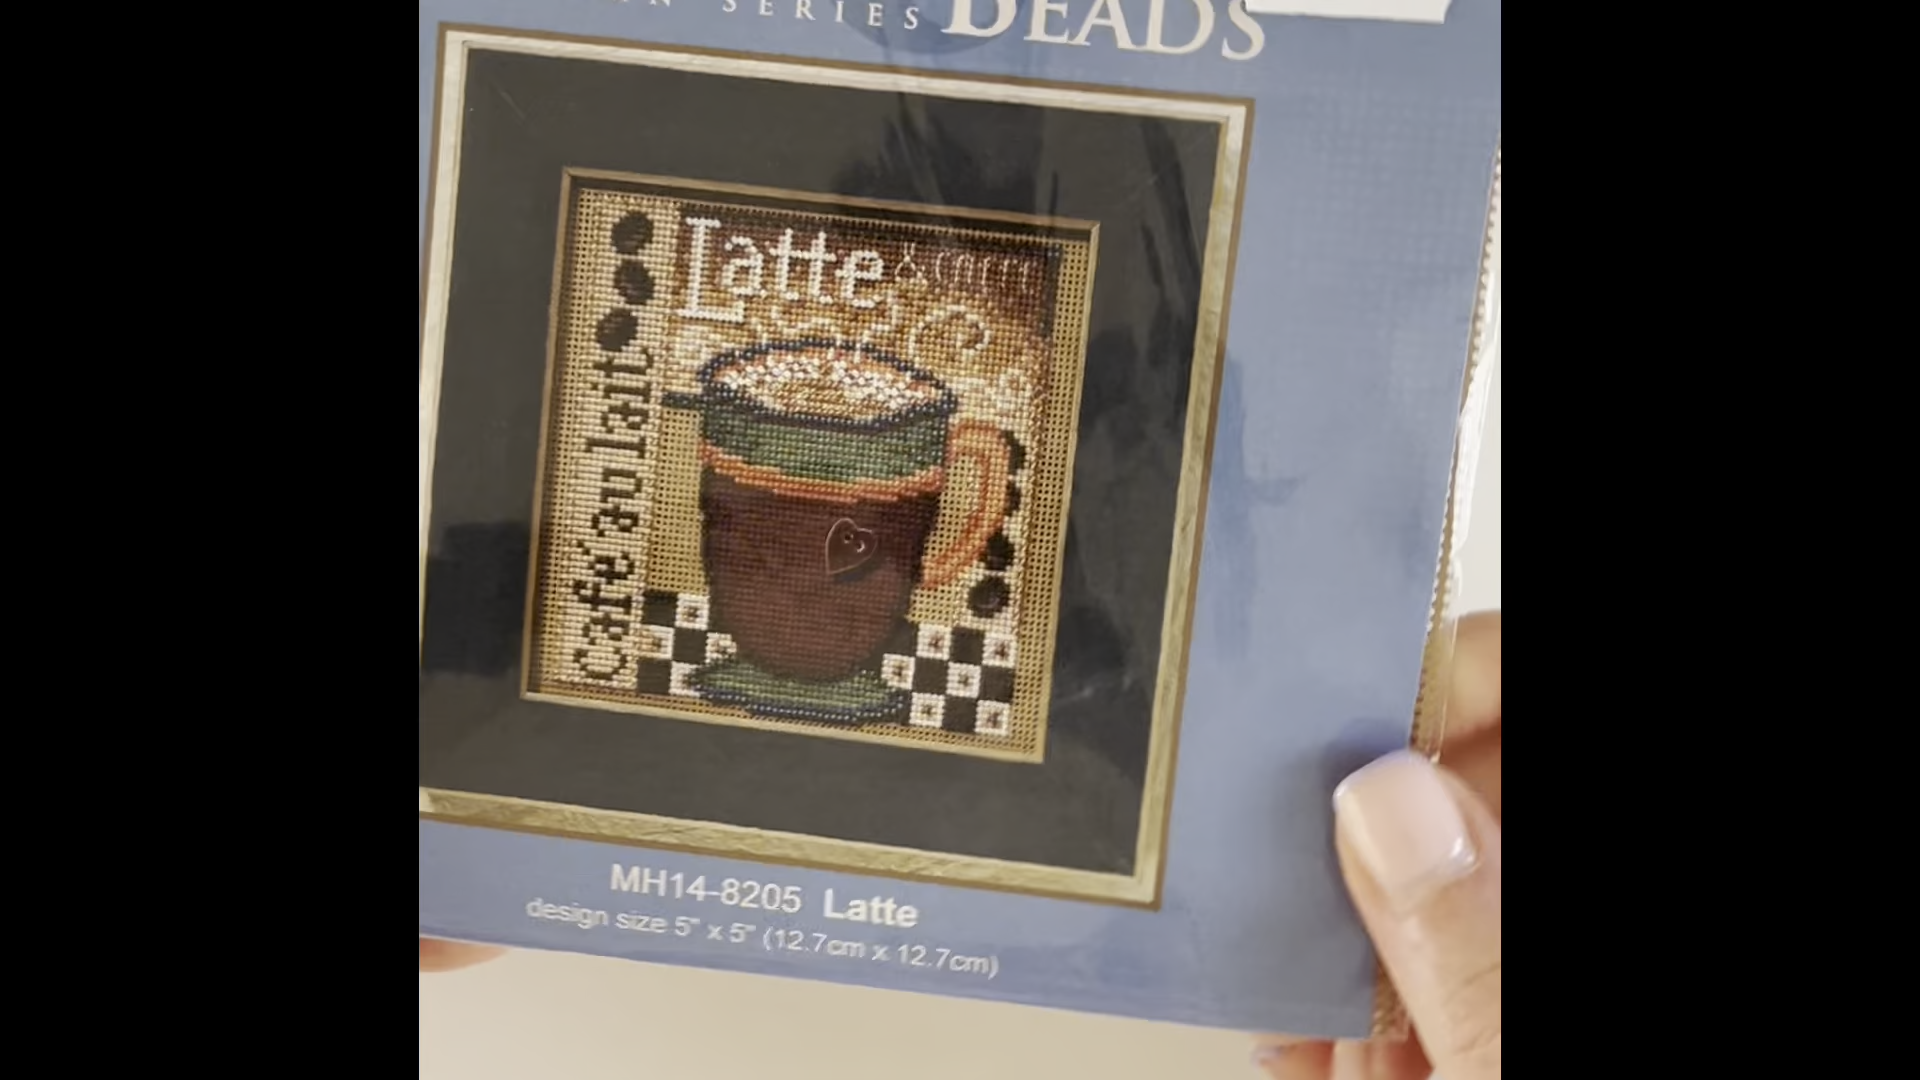 SERIES BEADS
Latte
Café au lait
MH14-8205 Latte
design size 5" x 5" (12.7cm x 12.7cm)